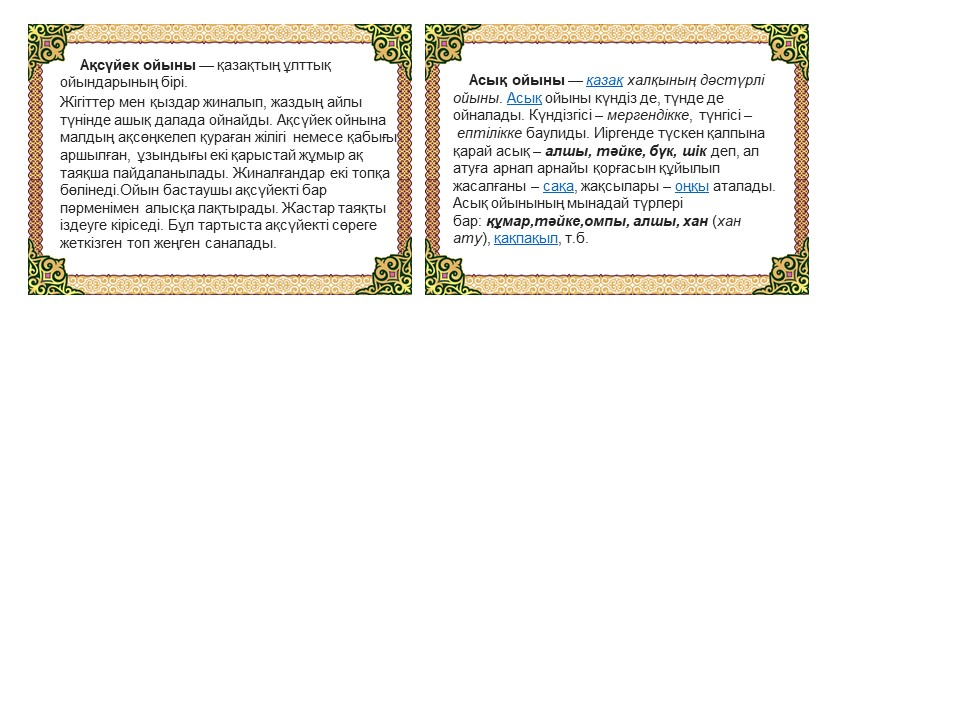 Ақсүйек ойыны — қазақтың ұлттық
ойындарының бірі.
Жігіттер мен қыздар жиналып, жаздың айлы
түнінде ашық далада ойнайды. Ақсүйек ойнына
малдың ақсөңкелеп қураған жілігі немесе қабығы
аршылған, ұзындығы екі қарыстай жұмыр ақ
таяқша пайдаланылады. Жиналғандар екі топқа
бөлінеді.Ойын бастаушы ақсүйекті бар
пәрменімен алысқа лақтырады. Жастар таяқты
іздеуге кіріседі. Бұл тартыста ақсүйекті сөреге
жеткізген топ жеңген саналады.
Асық ойыны — қазақ халқының дәстүрлі
ойыны. Асық ойыны күндіз де, түнде де
ойналады. Күндізгісі – мергендікке, түнгісі –
ептілікке баулиды. Иіргенде түскен қалпына
қарай асық – алшы, тәйке, бүк, шік деп, ал
атуға арнап арнайы қорғасын құйылып
жасалғаны – сақа, жақсылары – оңқы аталады.
Асық ойынының мынадай түрлері
бар: құмар,тәйке,омпы, алшы, хан (хан
ату), қақпақыл, т.б.